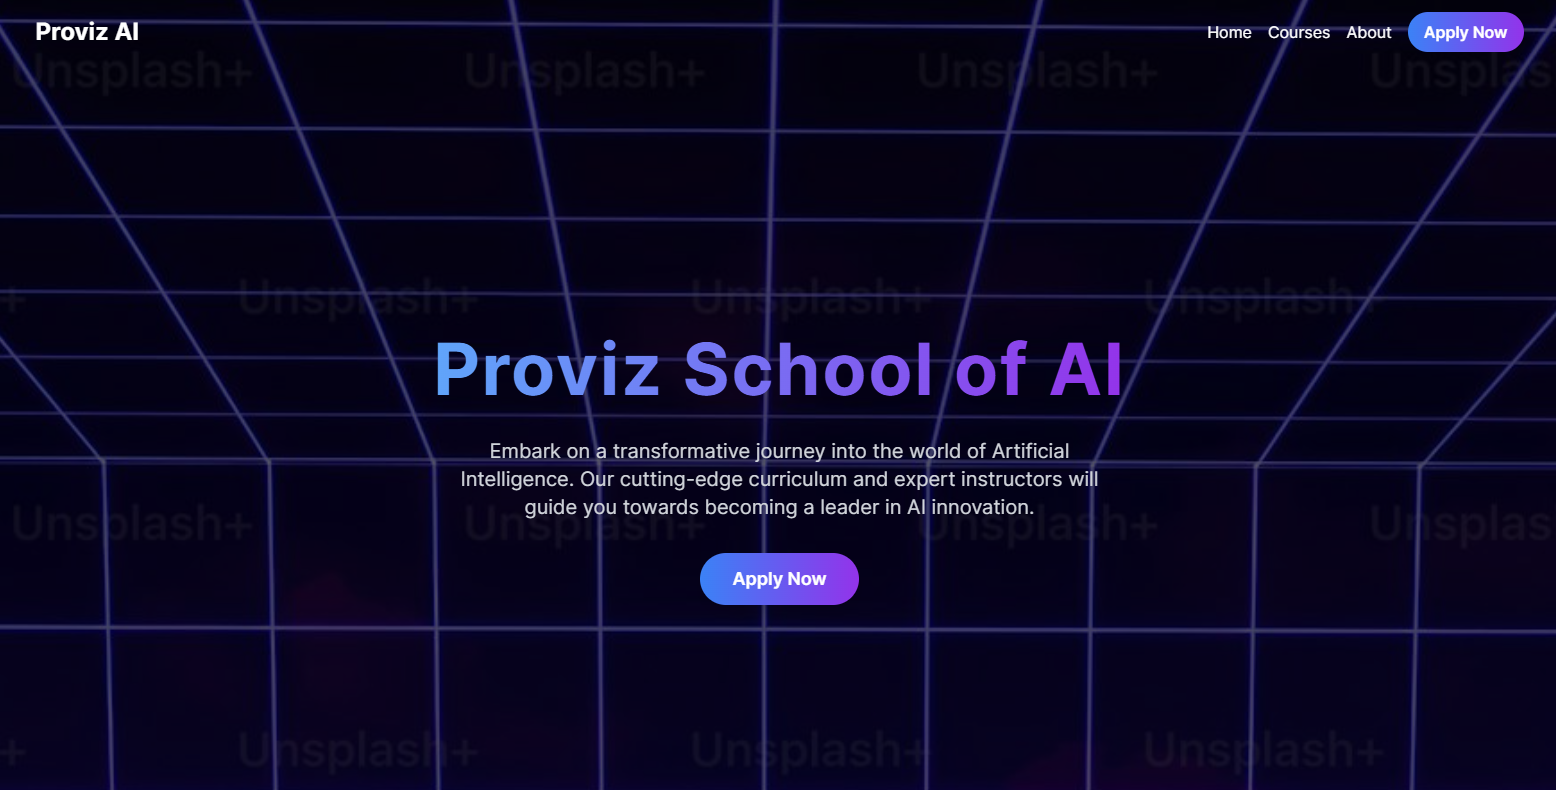 Proviz AI
Home Courses About Apply Now
Unsplash+ Unsplash+ Unsplash+ Unsplas
Unsplash+ Unsplash+ Unsplash+
Proviz School of AI
Embark on a transformative journey into the world of Artificial
Intelligence. Our cutting-edge curriculum and expert instructors will
guide you towards becoming a leader in AI innovation.
Unsplash+ Unsplash+ Unsplash+ Unsplas
Apply Now
Unsplash+ Unsplash+ Unsplash+